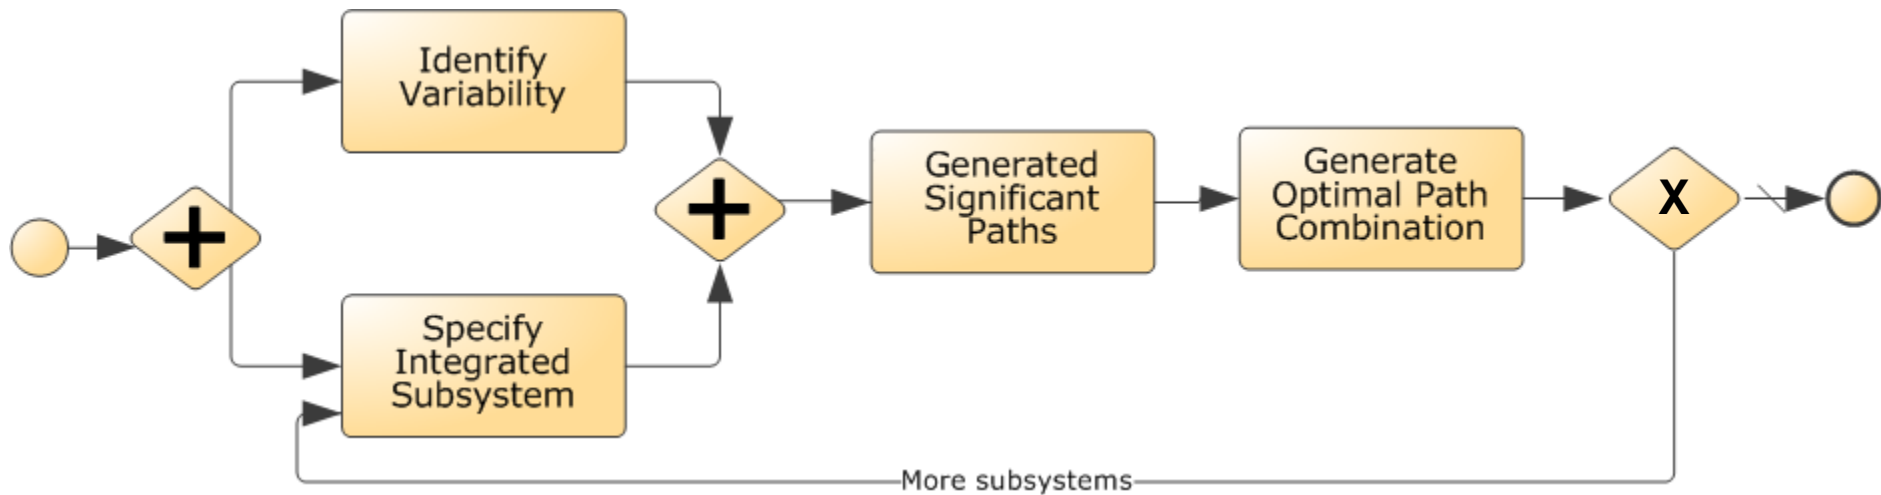 Identify
Variability
Specify
Integrated
Subsystem
Generated
Significant
Paths
Generate
Optimal Path
Combination
X
More subsystems